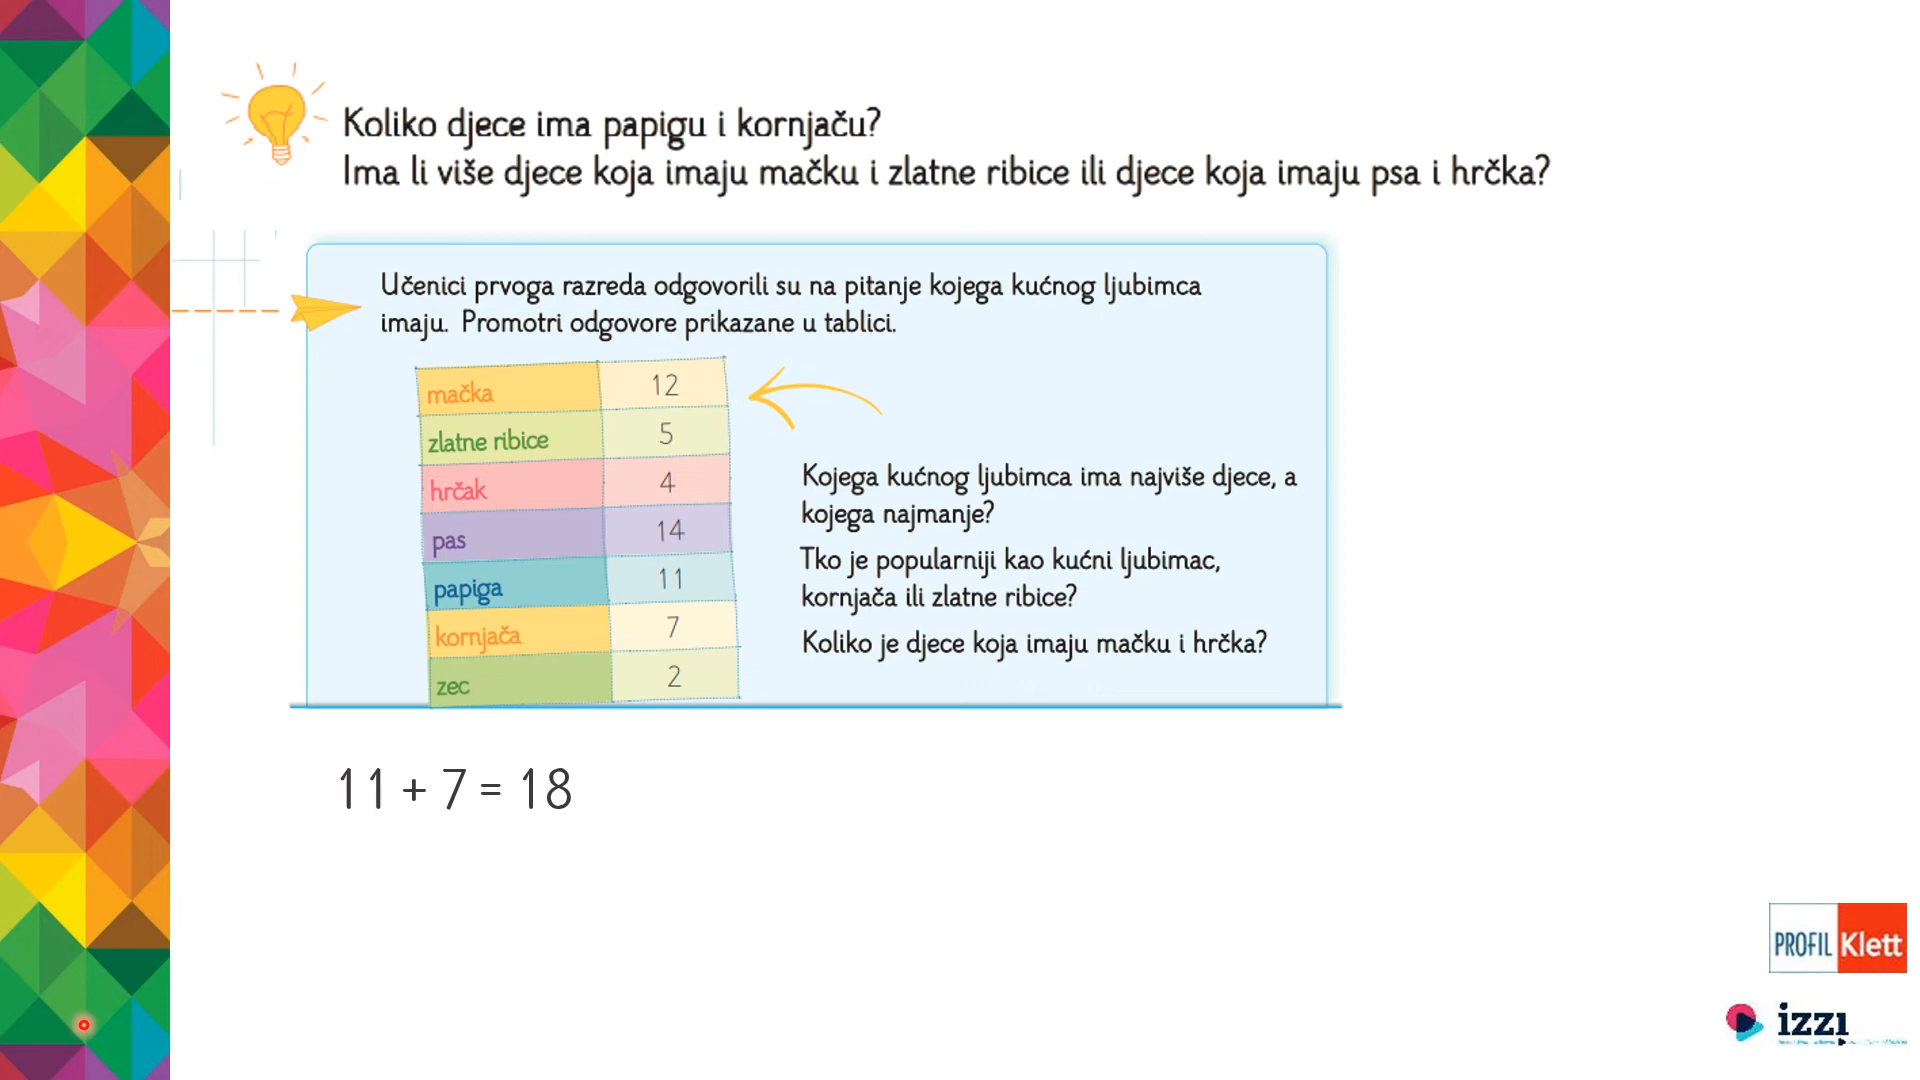 Koliko djece ima papigu i kornjaču?
Ima li više djece koja imaju mačku i zlatne ribice ili djece koja imaju psa i hrčka?
Učenici prvoga razreda odgovorili su na pitanje kojega kućnog ljubimca
imaju. Promotri odgovore prikazane u tablici.
mačka 12
zlatne ribice 5
hrčak 4
pas 14
papiga 11
kornjača 7
zec 2
Kojega kućnog ljubimca ima najviše djece, a
kojega najmanje?
Tko je popularniji kao kućni ljubimac,
kornjača ili zlatne ribice?
Koliko je djece koja imaju mačku i hrčka?
11 + 7 = 18
PROFIL Klett
izzi